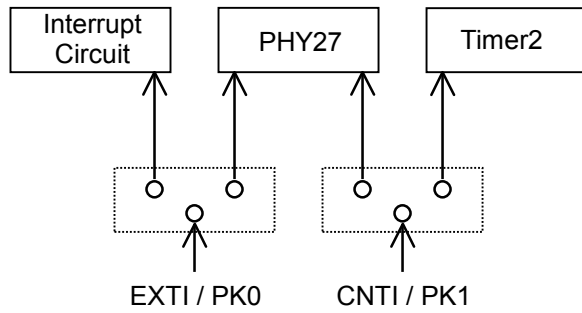 Interrupt
Circuit
PHY27
Timer2
EXTI / PK0
CNTI / PK1